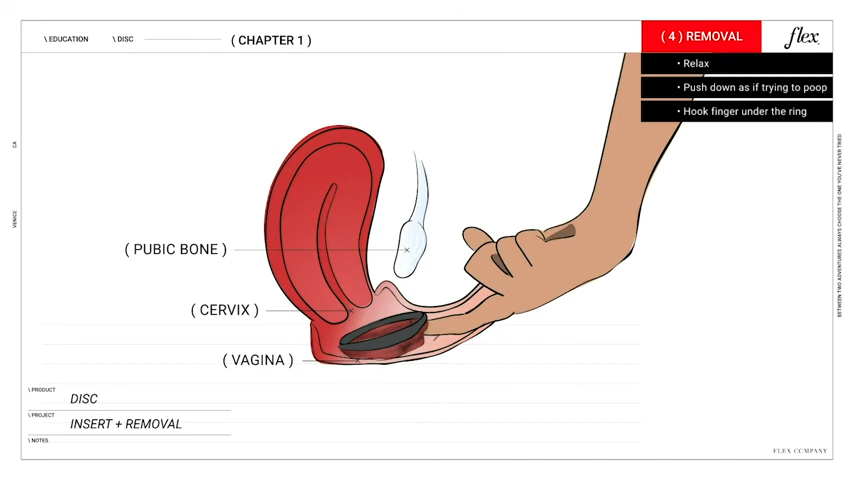 \ EDUCATION
\ DISC
( CHAPTER 1 )
( 4 ) REMOVAL
flex
• Relax
• Push down as if trying to poop
• Hook finger under the ring
CA
VENICE
BETWEEN TWO ADVENTURES ALWAYS CHOOSE THE ONE YOU'VE NEVER TRIED
( PUBIC BONE )
( CERVIX )
( VAGINA )
\ PRODUCT
DISC
\ PROJECT
INSERT + REMOVAL
\ NOTES
FLEX COMPANY